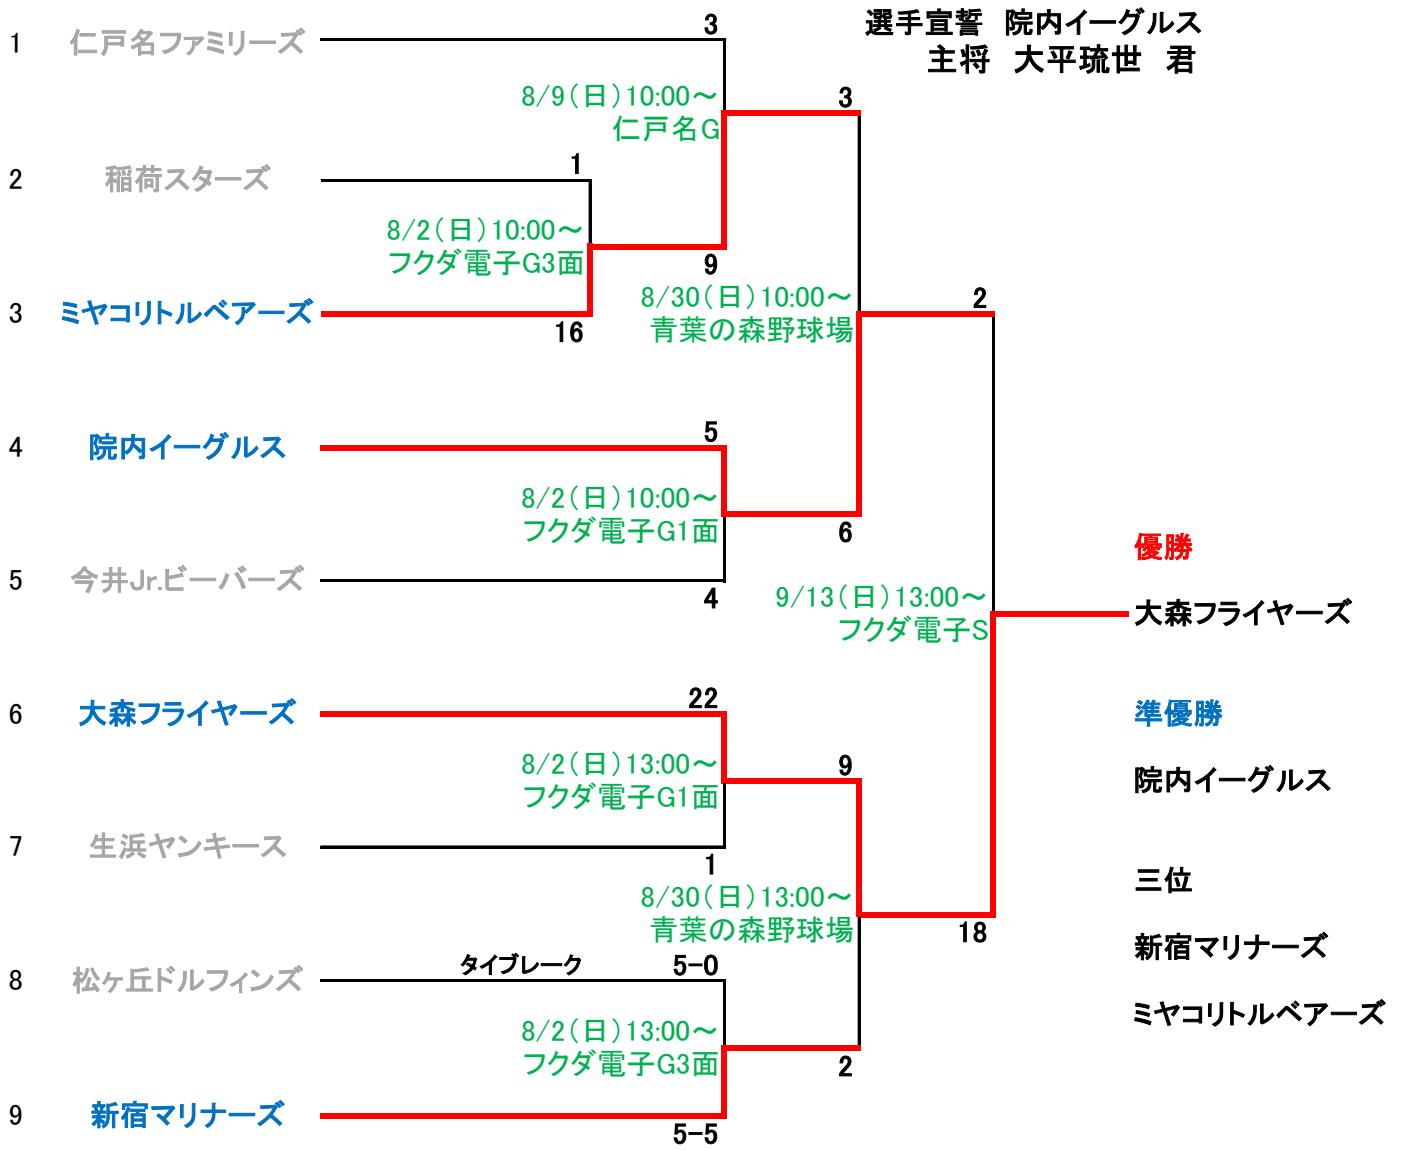 選手宣誓　院内イーグルス
主将　大平琉世　君
1 仁戸名ファミリーズ 3
8/9(日)10:00～ 3
仁戸名G
2 稲荷スターズ 1
8/2(日)10:00～
フクダ電子G3面 9
8/30(日)10:00～ 2
3 ミヤコリトルベアーズ 16
青葉の森野球場
4 院内イーグルス 5
8/2(日)10:00～
フクダ電子G1面 6
優勝
5 今井Jr.ビーバーズ 4
9/13(日)13:00～
フクダ電子S
大森フライヤーズ
6 大森フライヤーズ 22
準優勝
8/2(日)13:00～ 9
フクダ電子G1面
院内イーグルス
7 生浜ヤンキース 1
三位
8/30(日)13:00～
青葉の森野球場 18
新宿マリナーズ
タイブレーク 5-0
8 松ヶ丘ドルフィンズ
ミヤコリトルベアーズ
8/2(日)13:00～
フクダ電子G3面 2
9 新宿マリナーズ 5-5